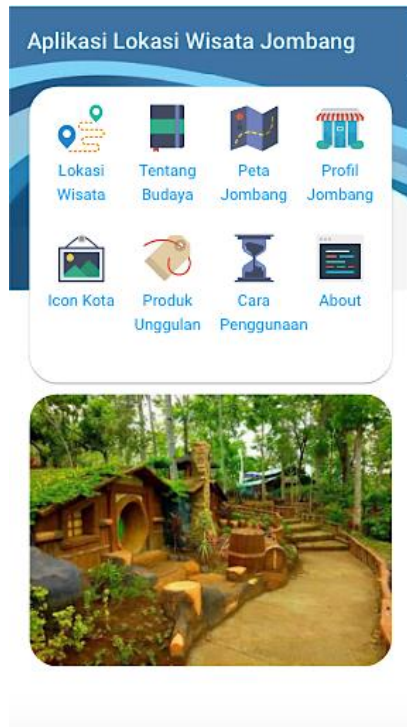 Aplikasi Lokasi Wisata Jombang
Lokasi Wisata
Tentang Budaya
Peta Jombang
Profil Jombang
Icon Kota
Produk Unggulan
Cara Penggunaan
About